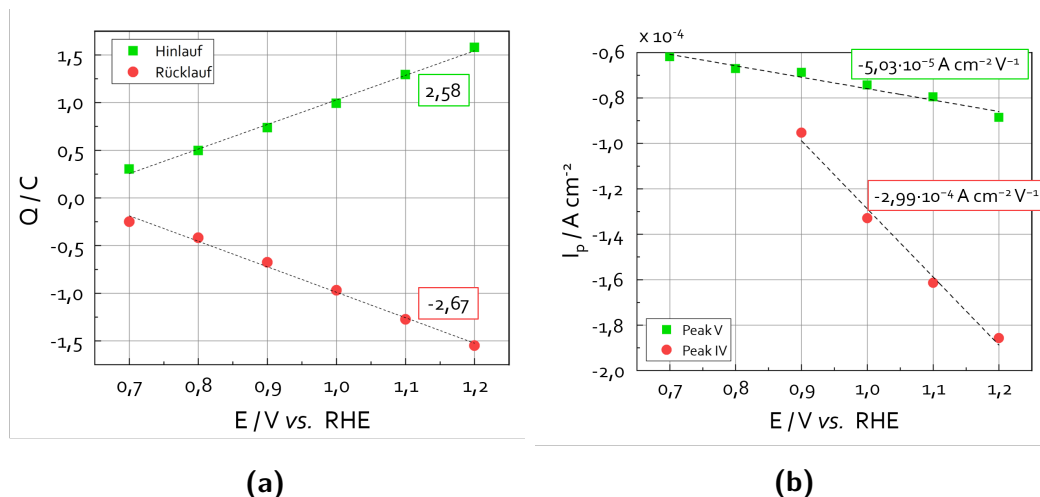 1,5
1,0
0,5
0,0
-0,5
-1,0
-1,5
Q / C
Hinlauf
Rücklauf
2,58
-2,67
0,7 0,8 0,9 1,0 1,1 1,2
E / V vs. RHE
(a)
x 10⁻⁴
-0,6
-0,8
-1,0
-1,2
-1,4
-1,6
-1,8
-2,0
Iₚ / A cm⁻²
-5,03·10⁻⁵ A cm⁻² V⁻¹
-2,99·10⁻⁴ A cm⁻² V⁻¹
Peak V
Peak IV
0,7 0,8 0,9 1,0 1,1 1,2
E / V vs. RHE
(b)